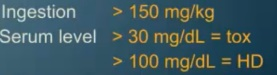 Ingestion > 150 mg/kg
Serum level > 30 mg/dL = tox
> 100 mg/dL = HD